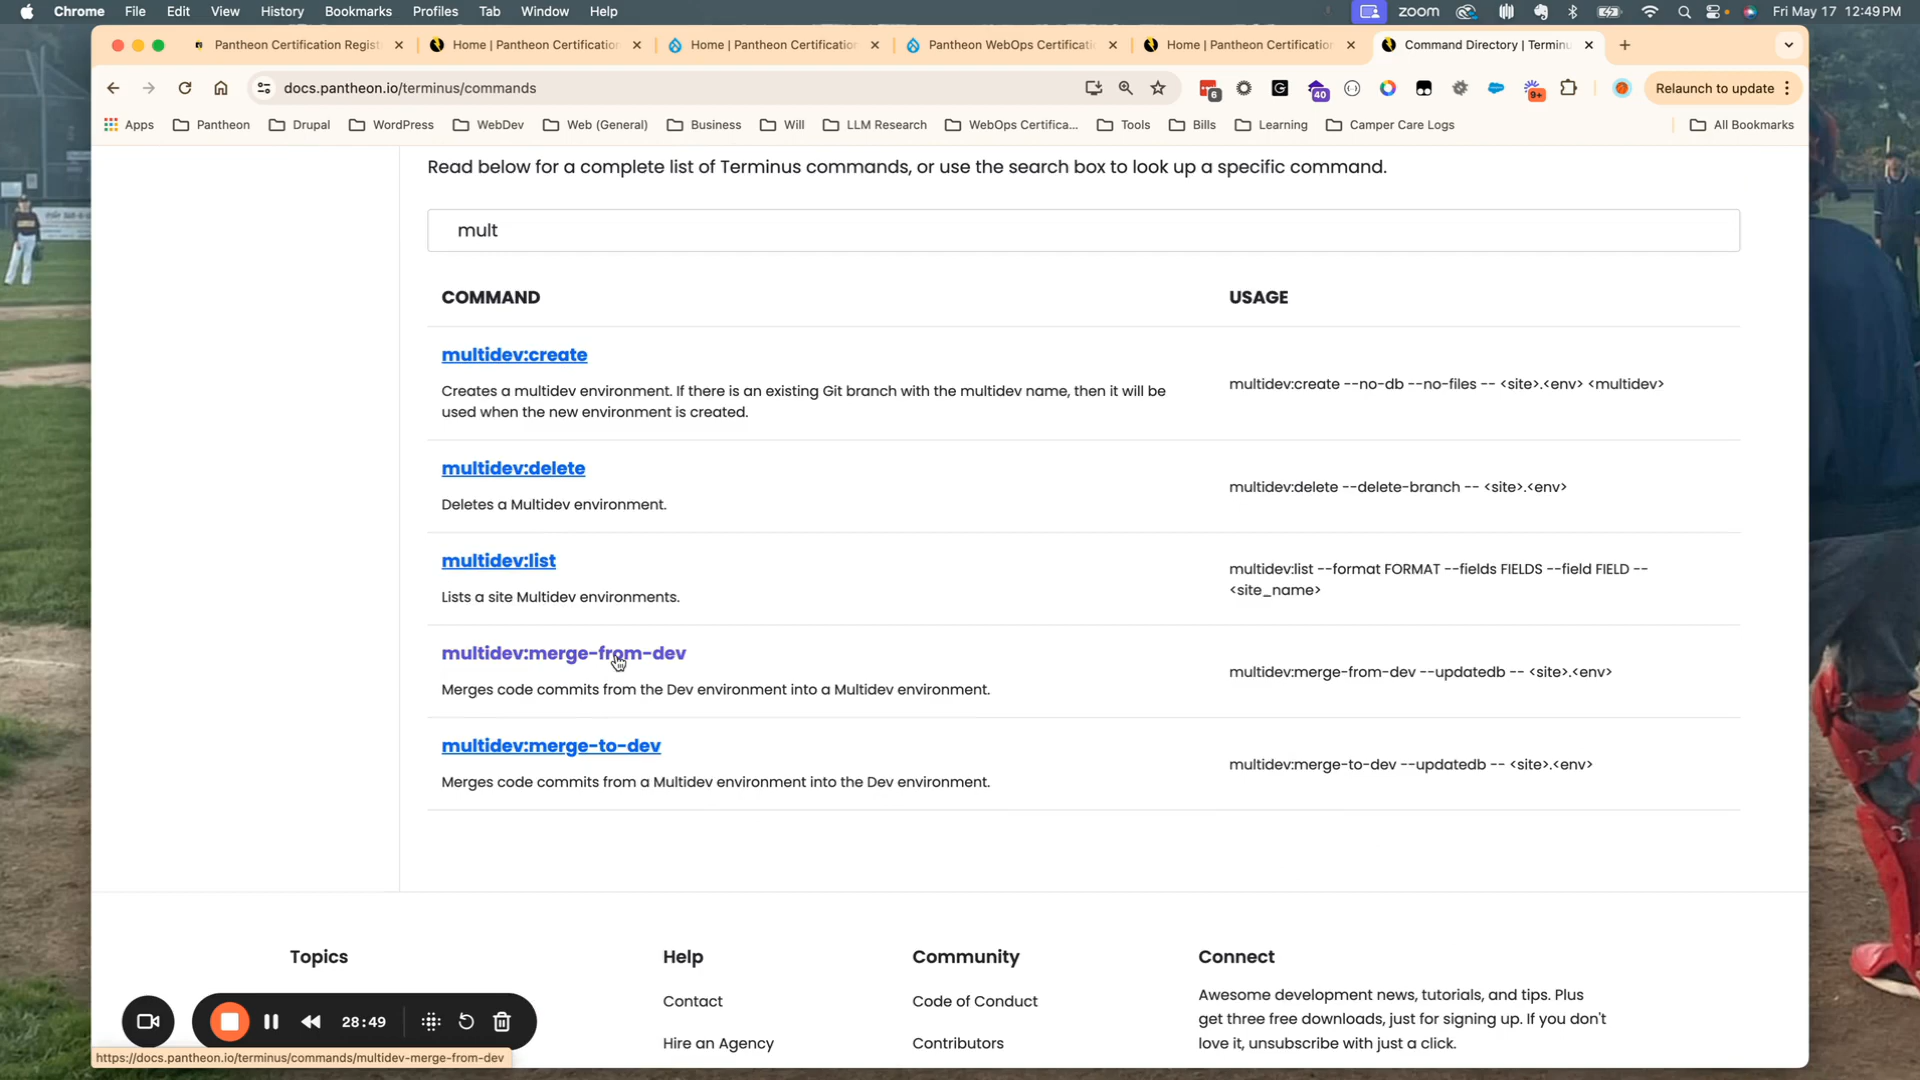 Chrome File Edit View History Bookmarks Profiles Tab Window Help zoom Fri May 17 12:49 PM
Pantheon Certification Regist Home | Pantheon Certification Home | Pantheon Certification Pantheon WebOps Certificati Home | Pantheon Certification Command Directory | Terminu
docs.pantheon.io/terminus/commands 6 40 9+ Relaunch to update
Apps Pantheon Drupal WordPress WebDev Web (General) Business Will LLM Research WebOps Certifica... Tools Bills Learning Camper Care Logs All Bookmarks
Read below for a complete list of Terminus commands, or use the search box to look up a specific command.
mult
COMMAND USAGE
multidev:create
Creates a multidev environment. If there is an existing Git branch with the multidev name, then it will be
used when the new environment is created.
multidev:create --no-db --no-files -- <site>.<env> <multidev>
multidev:delete
Deletes a Multidev environment.
multidev:delete --delete-branch -- <site>.<env>
multidev:list
Lists a site Multidev environments.
multidev:list --format FORMAT --fields FIELDS --field FIELD --
<site_name>
multidev:merge-from-dev
Merges code commits from the Dev environment into a Multidev environment.
multidev:merge-from-dev --updatedb -- <site>.<env>
multidev:merge-to-dev
Merges code commits from a Multidev environment into the Dev environment.
multidev:merge-to-dev --updatedb -- <site>.<env>
Topics
Help
Contact
Hire an Agency
Community
Code of Conduct
Contributors
Connect
Awesome development news, tutorials, and tips. Plus
get three free downloads, just for signing up. If you don't
love it, unsubscribe with just a click.
28:49
https://docs.pantheon.io/terminus/commands/multidev-merge-from-dev